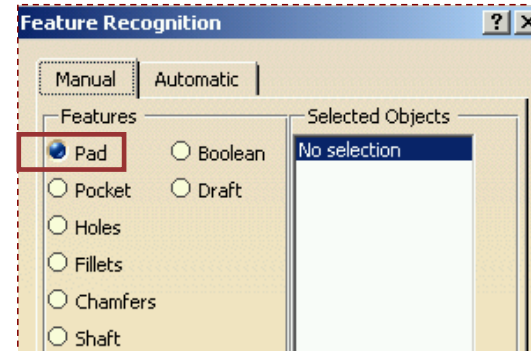 Feature Recognition ? X
Manual Automatic
Features Selected Objects
Pad Boolean No selection
Pocket Draft
Holes
Fillets
Chamfers
Shaft